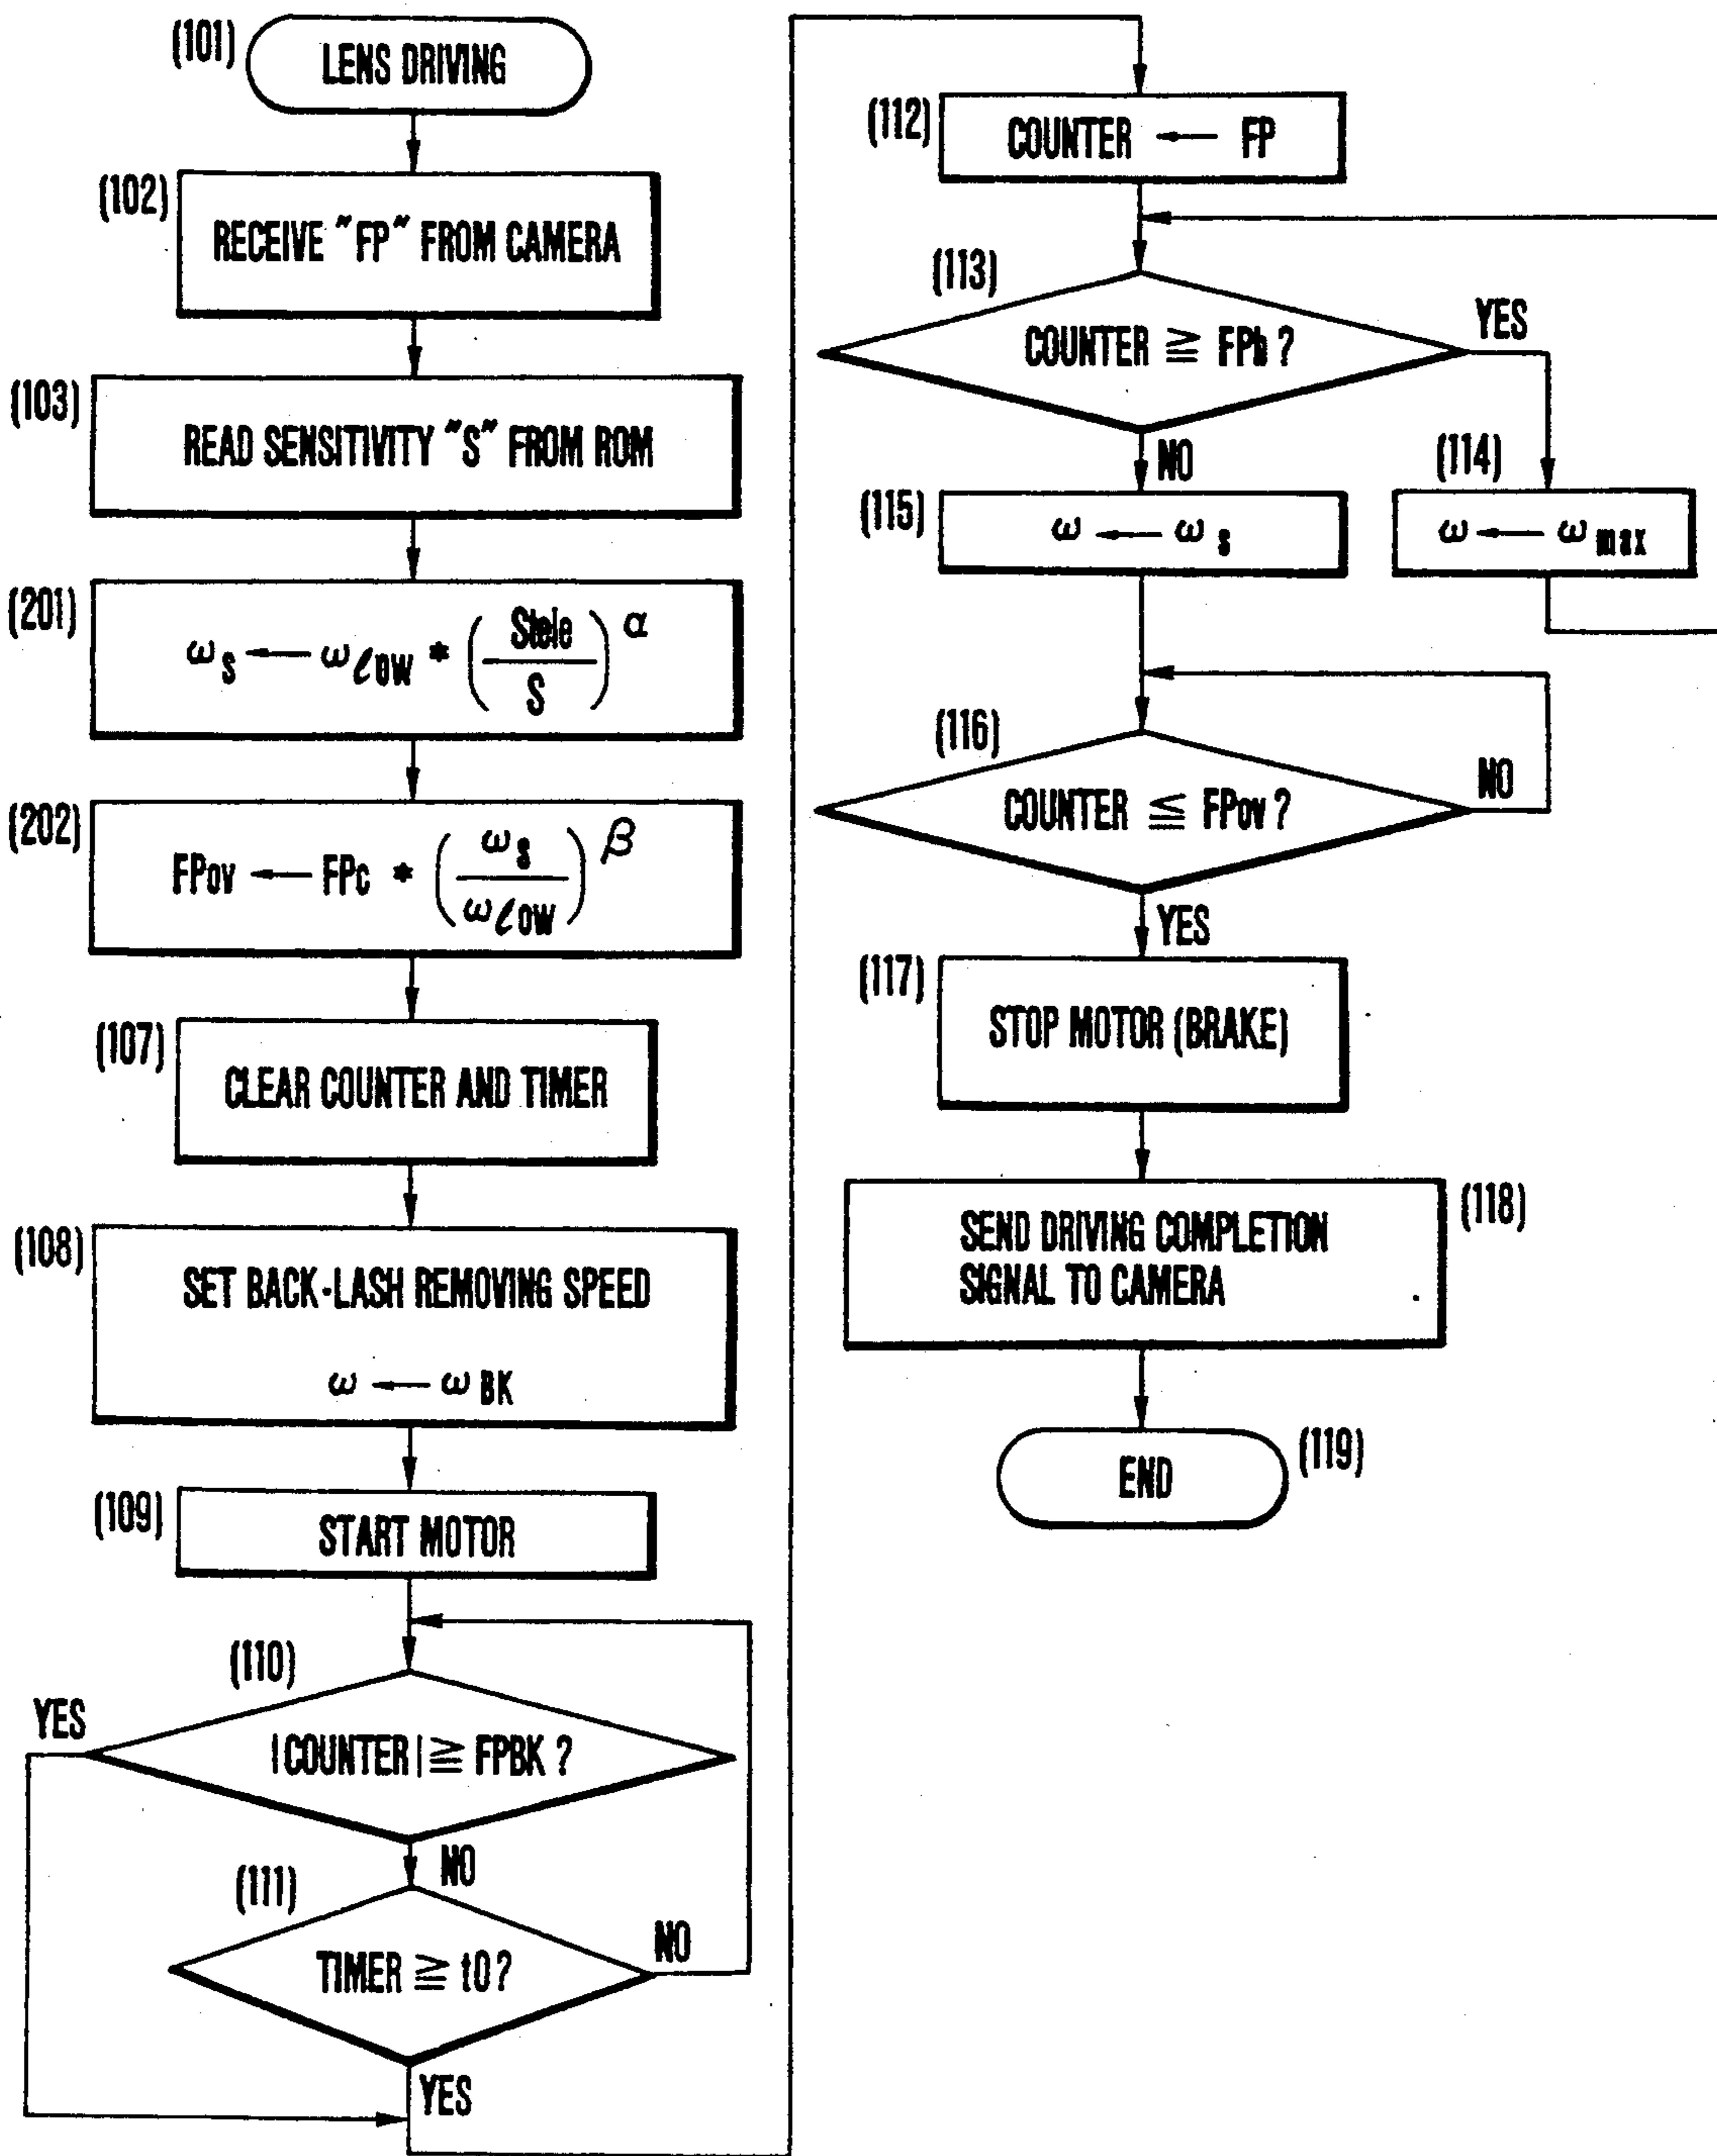 (101)
LENS DRIVING
(102)
RECEIVE "FP" FROM CAMERA
(103)
READ SENSITIVITY "S" FROM ROM
(201)
ωs ← ωℓow * (Stele / S)^α
(202)
FPov ← FPc * (ωs / ωℓow)^β
(107)
CLEAR COUNTER AND TIMER
(108)
SET BACK-LASH REMOVING SPEED
ω ← ωBK
(109)
START MOTOR
(110)
YES
|COUNTER| ≧ FPBK ?
NO
(111)
TIMER ≧ t0 ?
NO
YES
(112)
COUNTER ← FP
(113)
COUNTER ≧ FPh ?
YES
NO
(114)
ω ← ωmax
(115)
ω ← ωs
(116)
COUNTER ≦ FPov ?
NO
YES
(117)
STOP MOTOR (BRAKE)
(118)
SEND DRIVING COMPLETION
SIGNAL TO CAMERA
END
(119)